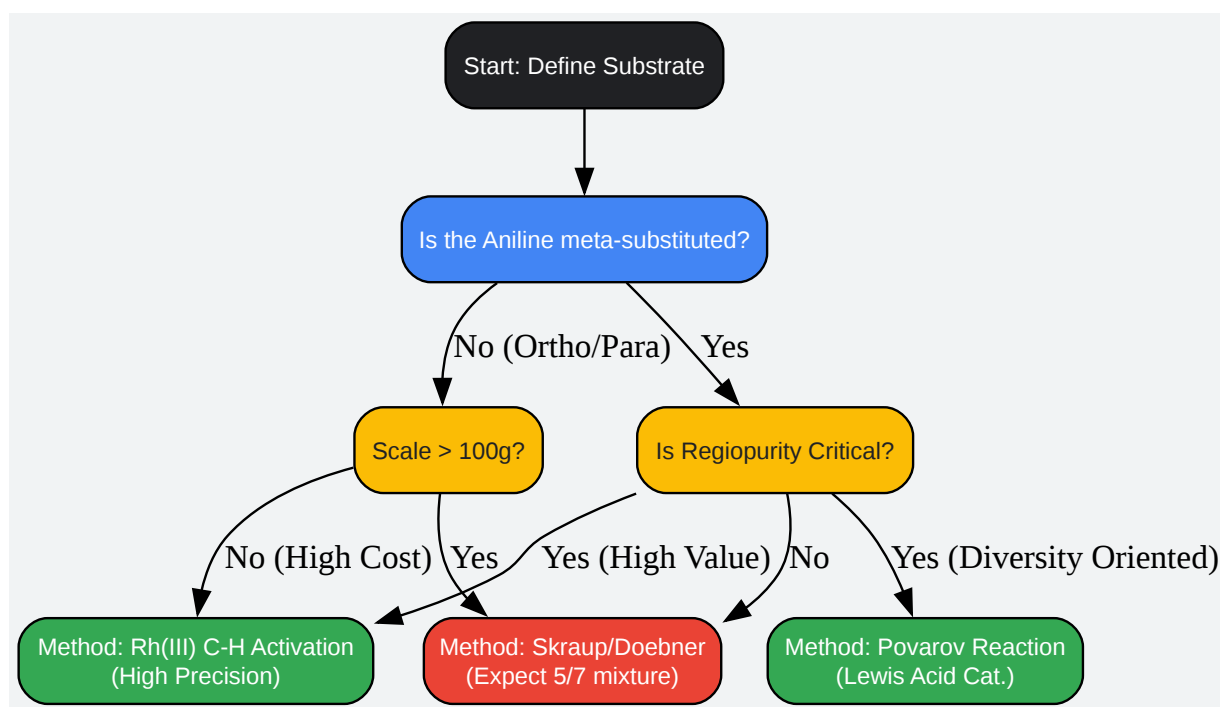 Start: Define Substrate
Is the Aniline meta-substituted?
No (Ortho/Para)
Yes
Scale > 100g?
Is Regiopurity Critical?
No (High Cost)
Yes
Yes (High Value)
No
Yes (Diversity Oriented)
Method: Rh(III) C-H Activation
(High Precision)
Method: Skraup/Doebner
(Expect 5/7 mixture)
Method: Povarov Reaction
(Lewis Acid Cat.)